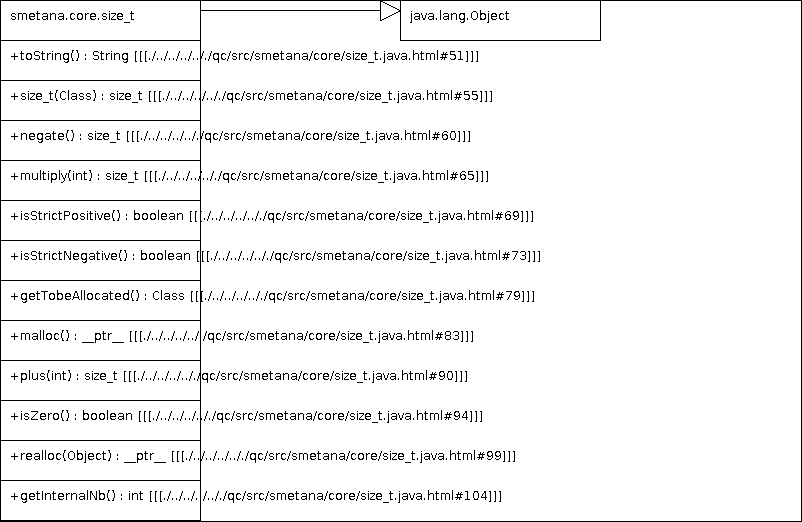 smetana.core.size_t
java.lang.Object
+toString() : String [[[./../../../../../qc/src/smetana/core/size_t.java.html#51]]]
+size_t(Class) : size_t [[[./../../../../../qc/src/smetana/core/size_t.java.html#55]]]
+negate() : size_t [[[./../../../../../qc/src/smetana/core/size_t.java.html#60]]]
+multiply(int) : size_t [[[./../../../../../qc/src/smetana/core/size_t.java.html#65]]]
+isStrictPositive() : boolean [[[./../../../../../qc/src/smetana/core/size_t.java.html#69]]]
+isStrictNegative() : boolean [[[./../../../../../qc/src/smetana/core/size_t.java.html#73]]]
+getTobeAllocated() : Class [[[./../../../../../qc/src/smetana/core/size_t.java.html#79]]]
+malloc() : __ptr__ [[[./../../../../../qc/src/smetana/core/size_t.java.html#83]]]
+plus(int) : size_t [[[./../../../../../qc/src/smetana/core/size_t.java.html#90]]]
+isZero() : boolean [[[./../../../../../qc/src/smetana/core/size_t.java.html#94]]]
+realloc(Object) : __ptr__ [[[./../../../../../qc/src/smetana/core/size_t.java.html#99]]]
+getInternalNb() : int [[[./../../../../../qc/src/smetana/core/size_t.java.html#104]]]